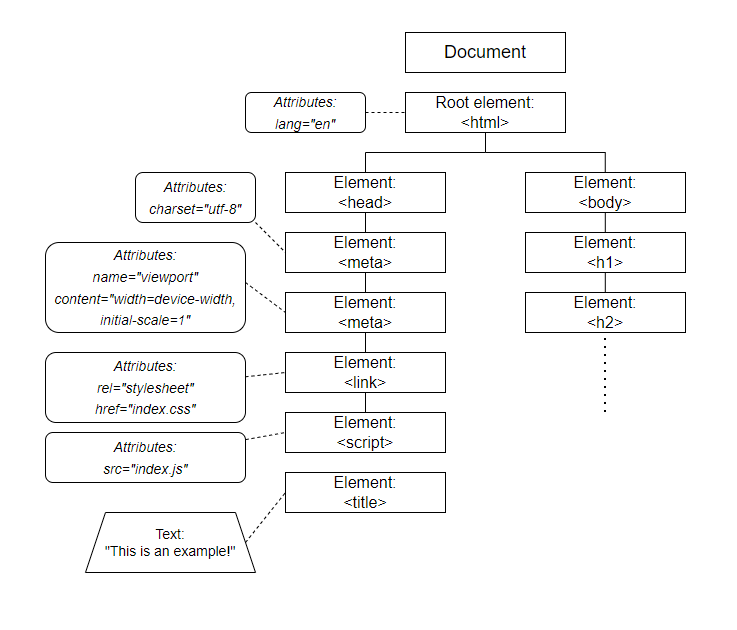 Document
Attributes:
lang="en"
Root element:
<html>
Attributes:
charset="utf-8"
Element:
<head>
Element:
<body>
Attributes:
name="viewport"
content="width=device-width,
initial-scale=1"
Element:
<meta>
Element:
<h1>
Element:
<meta>
Element:
<h2>
Attributes:
rel="stylesheet"
href="index.css"
Element:
<link>
Attributes:
src="index.js"
Element:
<script>
Element:
<title>
Text:
"This is an example!"